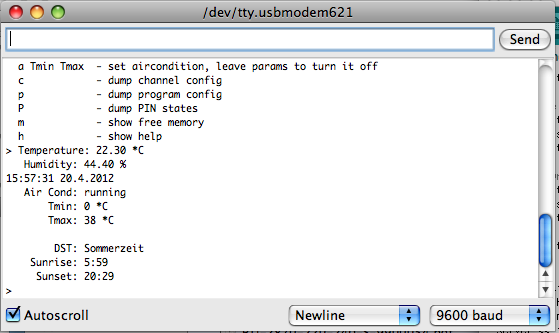 /dev/tty.usbmodem621
Send
a Tmin Tmax  - set aircondition, leave params to turn it off
c            - dump channel config
p            - dump program config
P            - dump PIN states
m            - show free memory
h            - show help
> Temperature: 22.30 *C
Humidity: 44.40 %
15:57:31 20.4.2012
Air Cond: running
Tmin: 0 *C
Tmax: 38 *C
DST: Sommerzeit
Sunrise: 5:59
Sunset: 20:29
>
Autoscroll
Newline
9600 baud